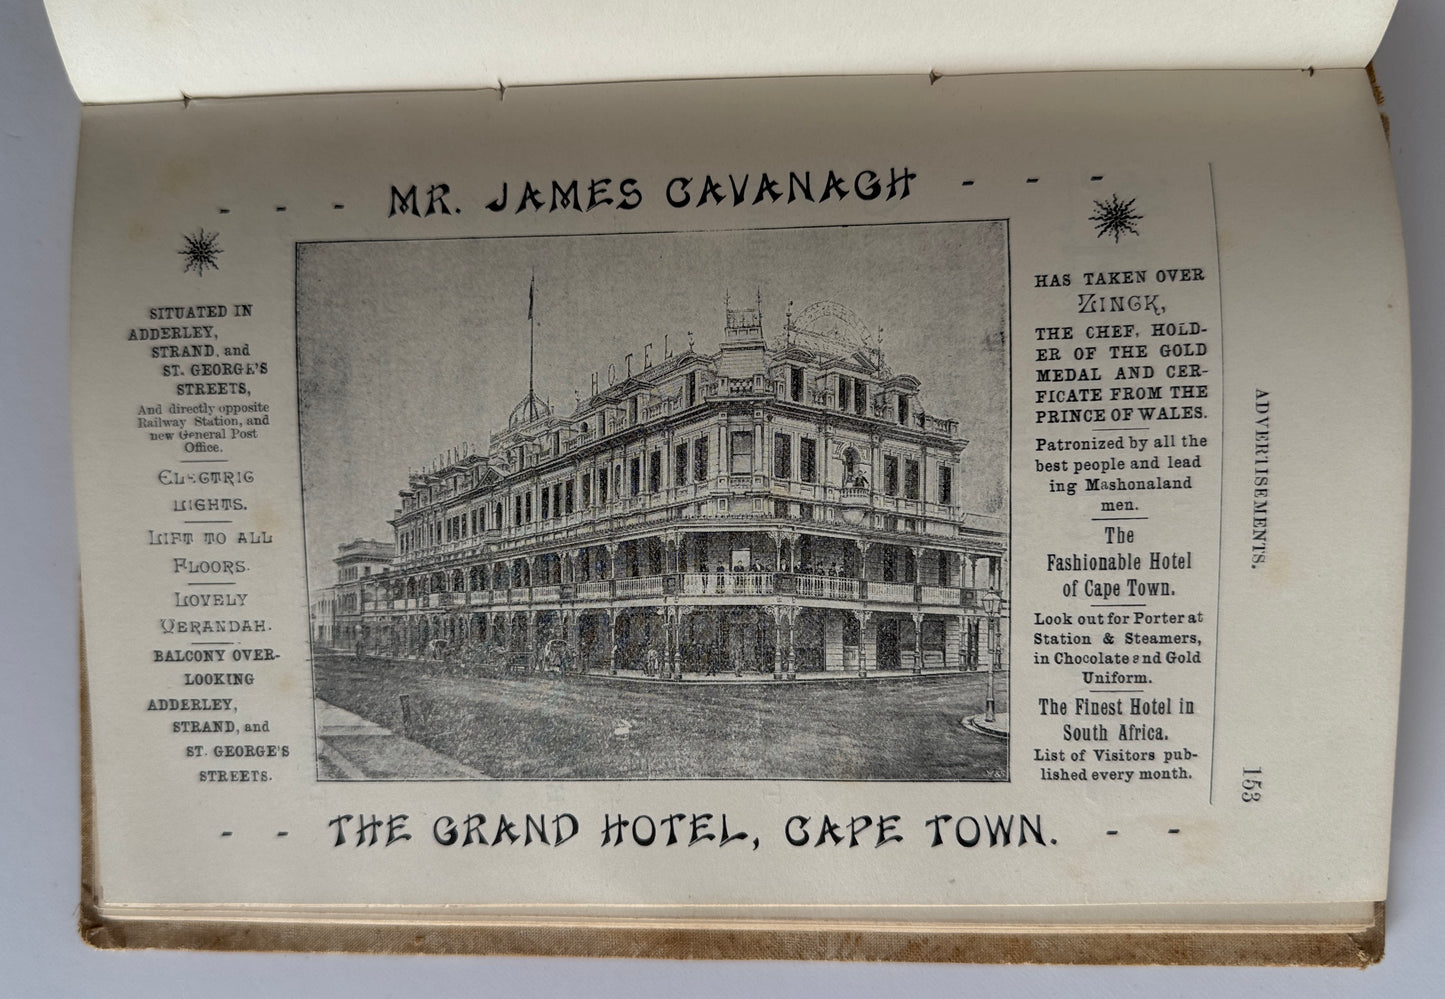 - - - MR. JAMES CAVANAGH - - -
SITUATED IN
ADDERLEY,
STRAND, and
ST. GEORGE'S
STREETS,
And directly opposite
Railway Station, and
new General Post
Office.
ELECTRIC
LIGHTS.
LIFT TO ALL
FLOORS.
LOVELY
VERANDAH.
BALCONY OVER-
LOOKING
ADDERLEY,
STRAND, and
ST. GEORGE'S
STREETS.
HOTEL
HAS TAKEN OVER
ZINCK,
THE CHEF, HOLD-
ER OF THE GOLD
MEDAL AND CER-
FICATE FROM THE
PRINCE OF WALES.
Patronized by all the
best people and lead
ing Mashonaland
men.
The
Fashionable Hotel
of Cape Town.
Look out for Porter at
Station & Steamers,
in Chocolate and Gold
Uniform.
The Finest Hotel in
South Africa.
List of Visitors pub-
lished every month.
- - THE GRAND HOTEL, CAPE TOWN. - -
ADVERTISEMENTS.
153